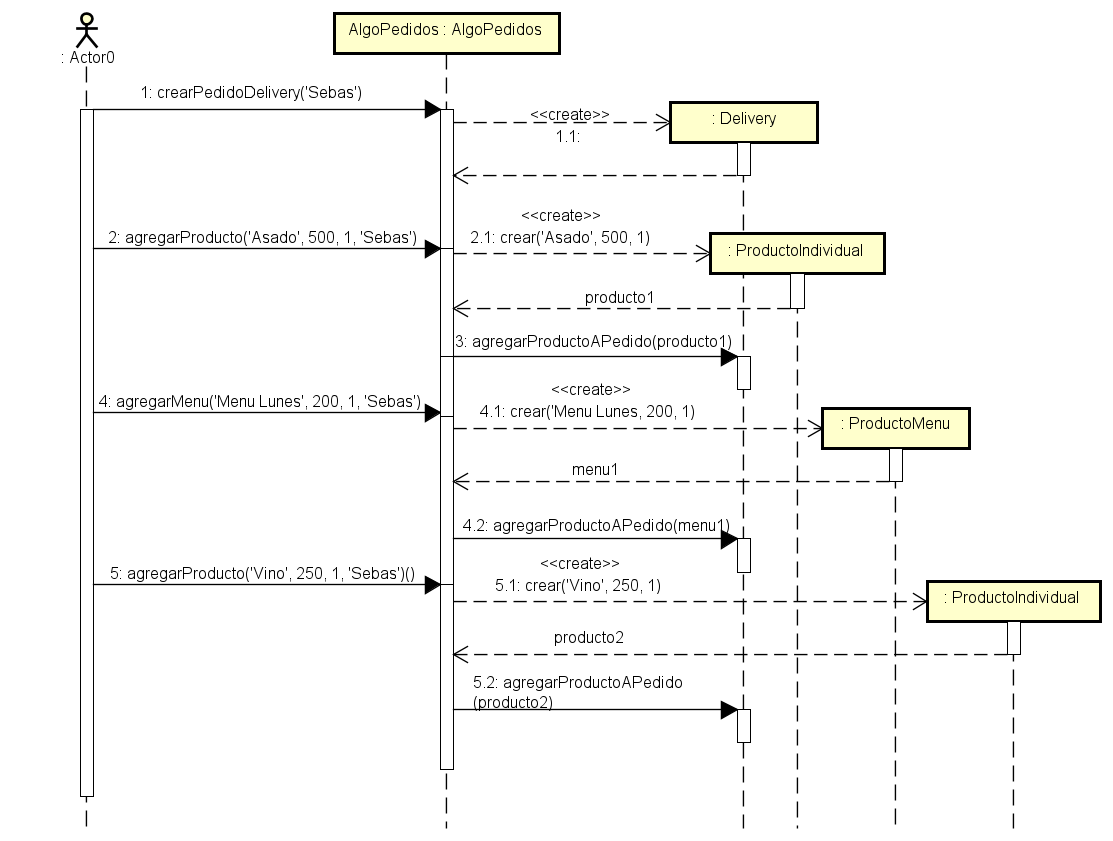 AlgoPedidos : AlgoPedidos
: Actor0
1: crearPedidoDelivery('Sebas')
<<create>>
1.1:
: Delivery
<<create>>
2: agregarProducto('Asado', 500, 1, 'Sebas')
2.1: crear('Asado', 500, 1)
: ProductoIndividual
producto1
3: agregarProductoAPedido(producto1)
<<create>>
4: agregarMenu('Menu Lunes', 200, 1, 'Sebas')
4.1: crear('Menu Lunes, 200, 1)
: ProductoMenu
menu1
4.2: agregarProductoAPedido(menu1)
<<create>>
5: agregarProducto('Vino', 250, 1, 'Sebas')()
5.1: crear('Vino', 250, 1)
: ProductoIndividual
producto2
5.2: agregarProductoAPedido
(producto2)